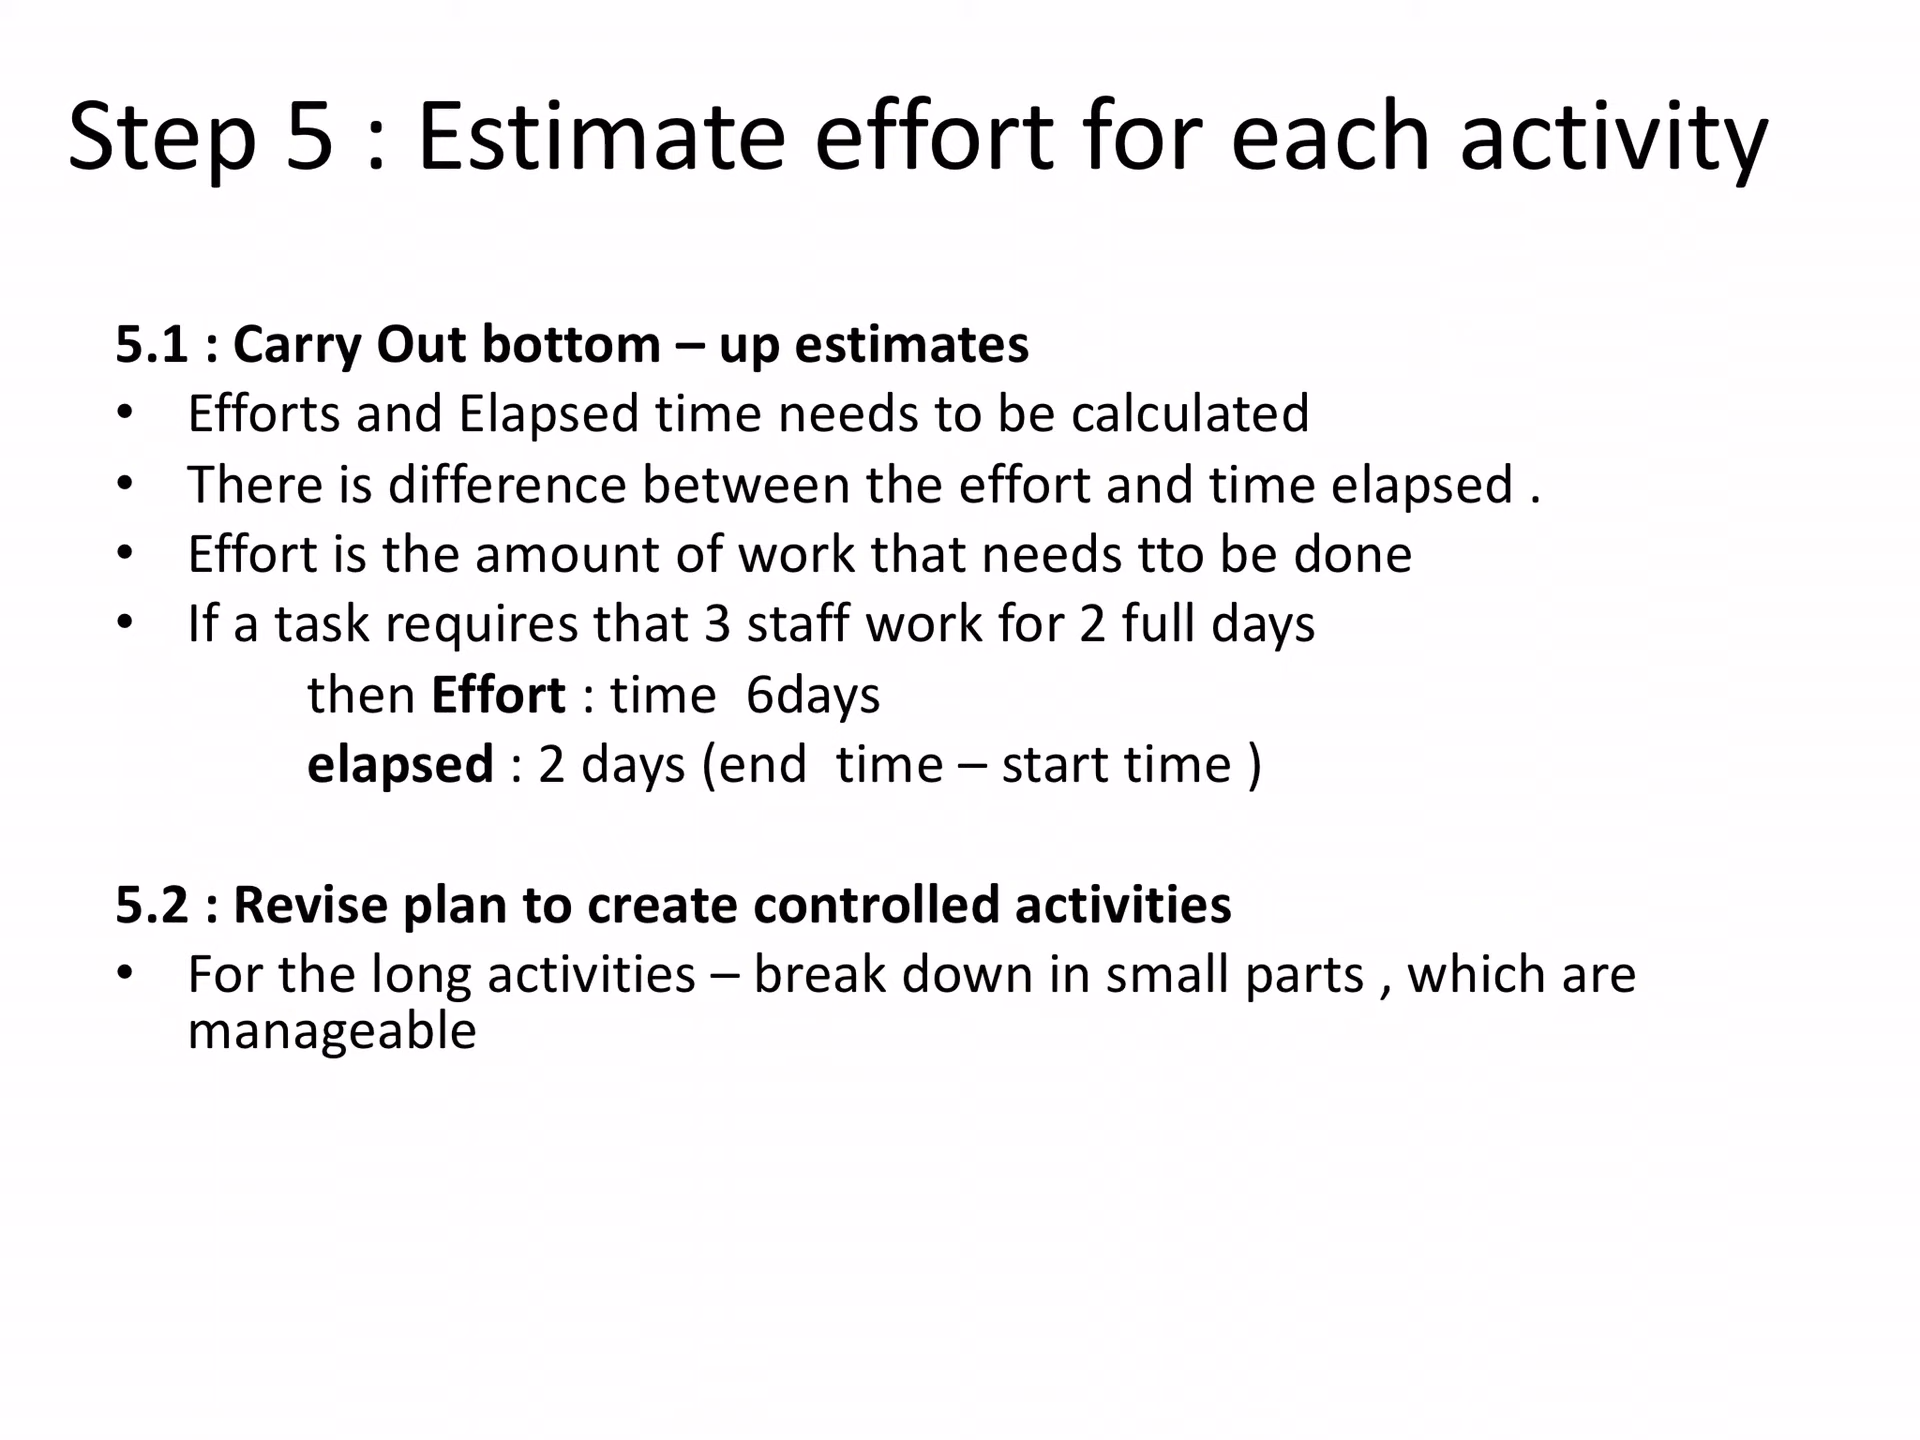 Step 5 : Estimate effort for each activity
5.1 : Carry Out bottom – up estimates
• Efforts and Elapsed time needs to be calculated
• There is difference between the effort and time elapsed .
• Effort is the amount of work that needs tto be done
• If a task requires that 3 staff work for 2 full days
then Effort : time  6days
elapsed : 2 days (end  time – start time )
5.2 : Revise plan to create controlled activities
• For the long activities – break down in small parts , which are
manageable